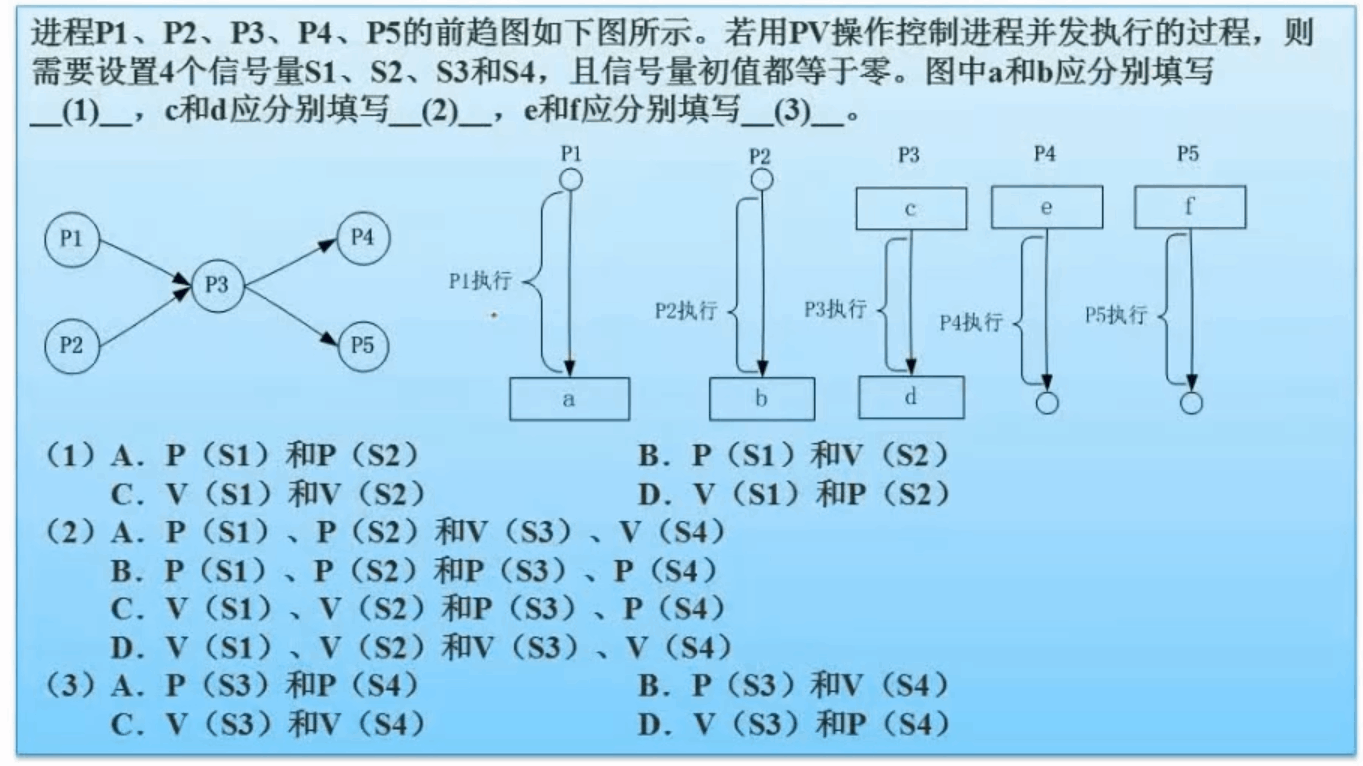 进程P1、P2、P3、P4、P5的前趋图如下图所示。若用PV操作控制进程并发执行的过程，则
需要设置4个信号量S1、S2、S3和S4，且信号量初值都等于零。图中a和b应分别填写
__(1)__，c和d应分别填写__(2)__，e和f应分别填写__(3)__。
P1 P2 P3 P4 P5
c e f
P1 P4
P3
P1执行 P2执行 P3执行 P4执行 P5执行
P2 P5
a b d
（1）A．P（S1）和P（S2） B．P（S1）和V（S2）
C．V（S1）和V（S2） D．V（S1）和P（S2）
（2）A．P（S1）、P（S2）和V（S3）、V（S4）
B．P（S1）、P（S2）和P（S3）、P（S4）
C．V（S1）、V（S2）和P（S3）、P（S4）
D．V（S1）、V（S2）和V（S3）、V（S4）
（3）A．P（S3）和P（S4） B．P（S3）和V（S4）
C．V（S3）和V（S4） D．V（S3）和P（S4）